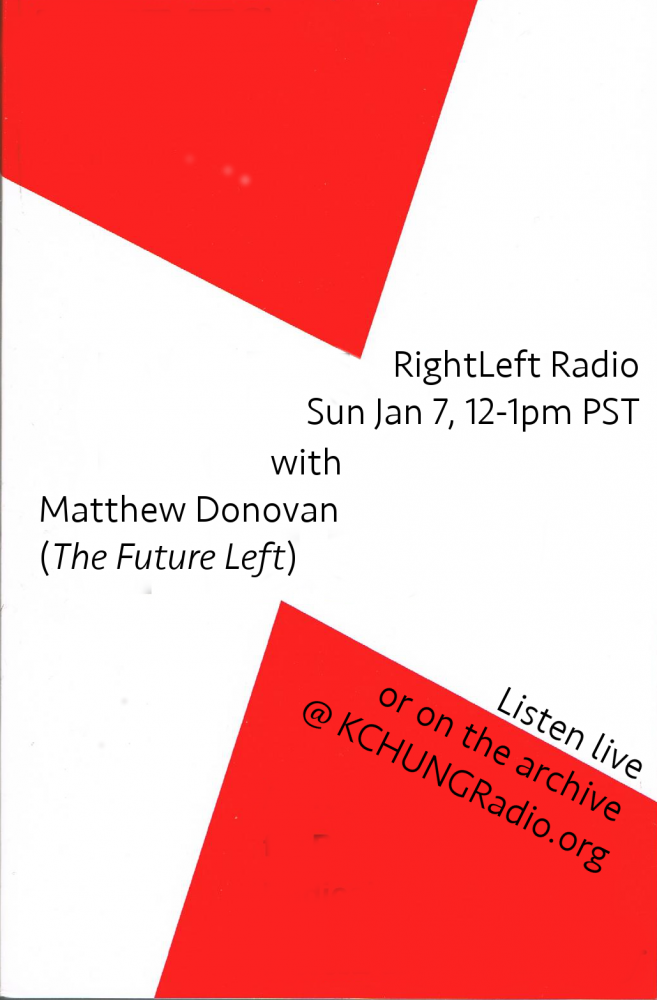 RightLeft Radio
Sun Jan 7, 12-1pm PST
with
Matthew Donovan
(The Future Left)
Listen live
or on the archive
@ KCHUNGRadio.org